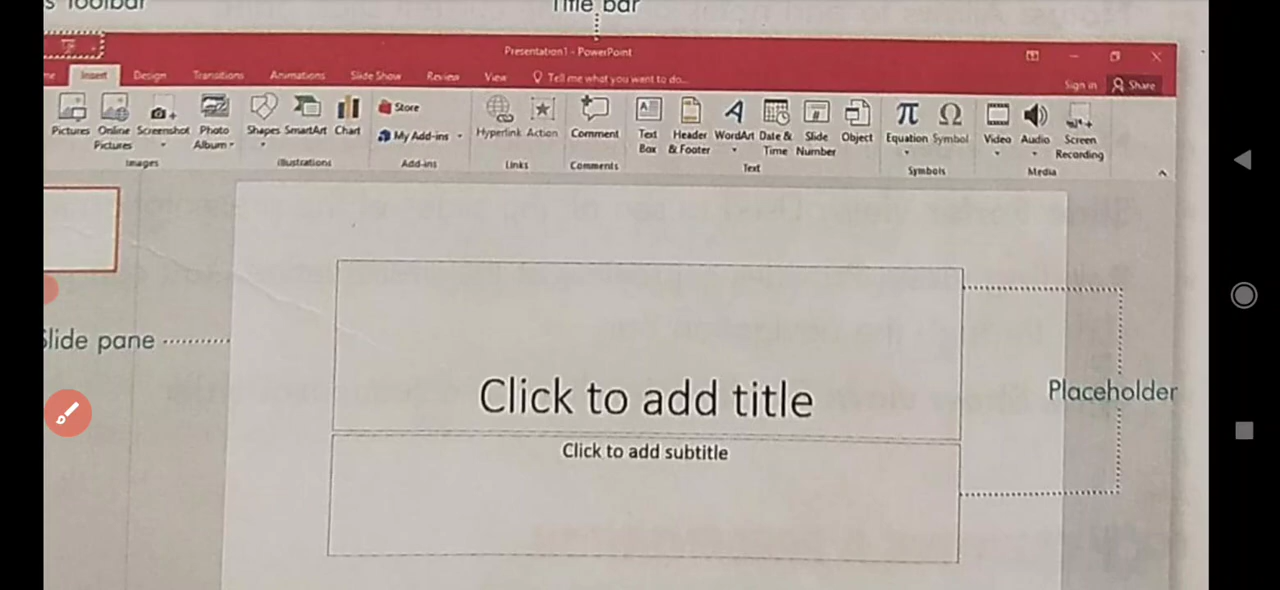 Toolbar
Title bar
Presentation1 - PowerPoint
Insert Design Transitions Animations Slide Show Review View Tell me what you want to do...
Sign in Share
Pictures Online Pictures Screenshot Photo Album Shapes SmartArt Chart Store My Add-ins Hyperlink Action Comment Text Box Header & Footer WordArt Date & Time Slide Number Object Equation Symbol Video Audio Screen Recording
Images Illustrations Add-ins Links Comments Text Symbols Media
Slide pane
Click to add title
Placeholder
Click to add subtitle